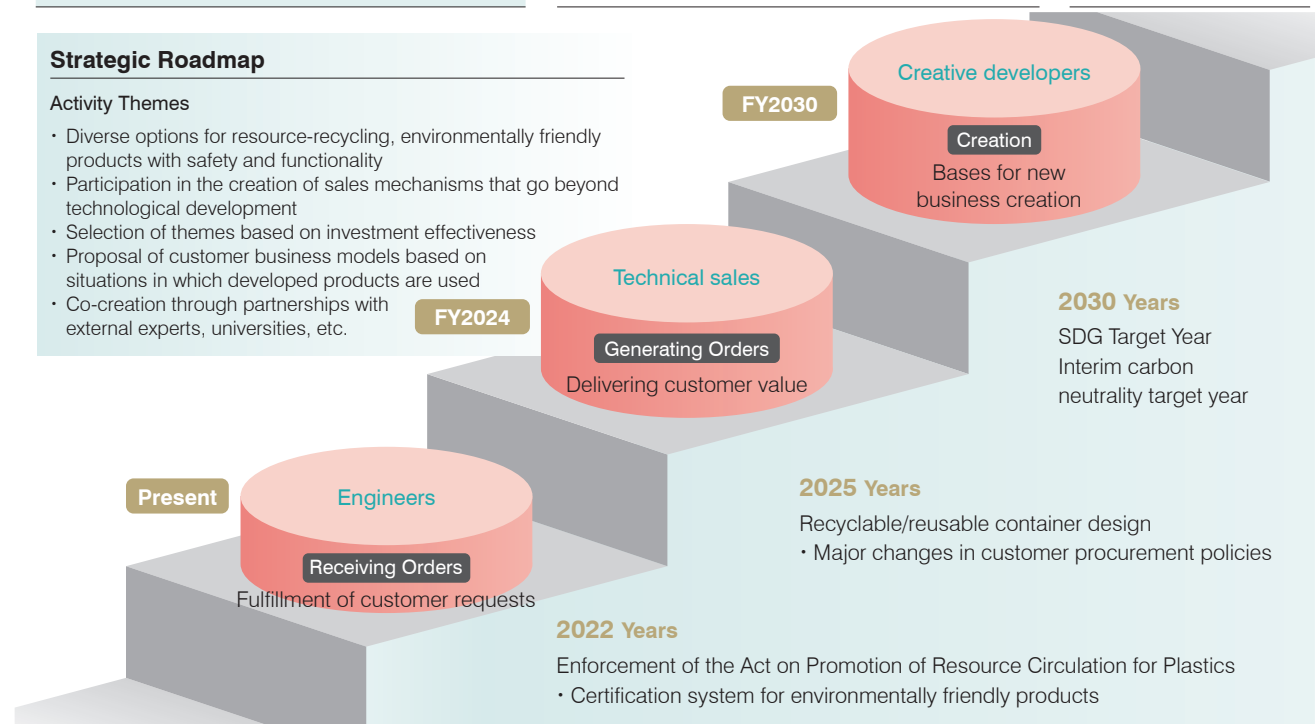 Strategic Roadmap
Activity Themes
・Diverse options for resource-recycling, environmentally friendly
products with safety and functionality
・Participation in the creation of sales mechanisms that go beyond
technological development
・Selection of themes based on investment effectiveness
・Proposal of customer business models based on
situations in which developed products are used
・Co-creation through partnerships with
external experts, universities, etc.
FY2030
Creative developers
Creation
Bases for new
business creation
FY2024
Technical sales
Generating Orders
Delivering customer value
Present
Engineers
Receiving Orders
Fulfillment of customer requests
2030 Years
SDG Target Year
Interim carbon
neutrality target year
2025 Years
Recyclable/reusable container design
・Major changes in customer procurement policies
2022 Years
Enforcement of the Act on Promotion of Resource Circulation for Plastics
・Certification system for environmentally friendly products